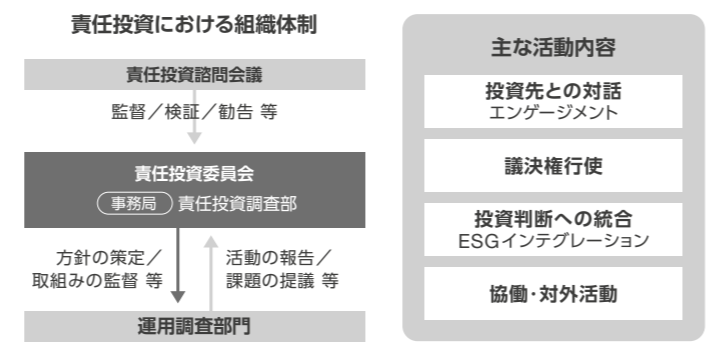 責任投資における組織体制
責任投資諮問会議
監督／検証／勧告 等
責任投資委員会
事務局 責任投資調査部
方針の策定／
取組みの監督 等
活動の報告／
課題の提議 等
運用調査部門
主な活動内容
投資先との対話
エンゲージメント
議決権行使
投資判断への統合
ESGインテグレーション
協働・対外活動